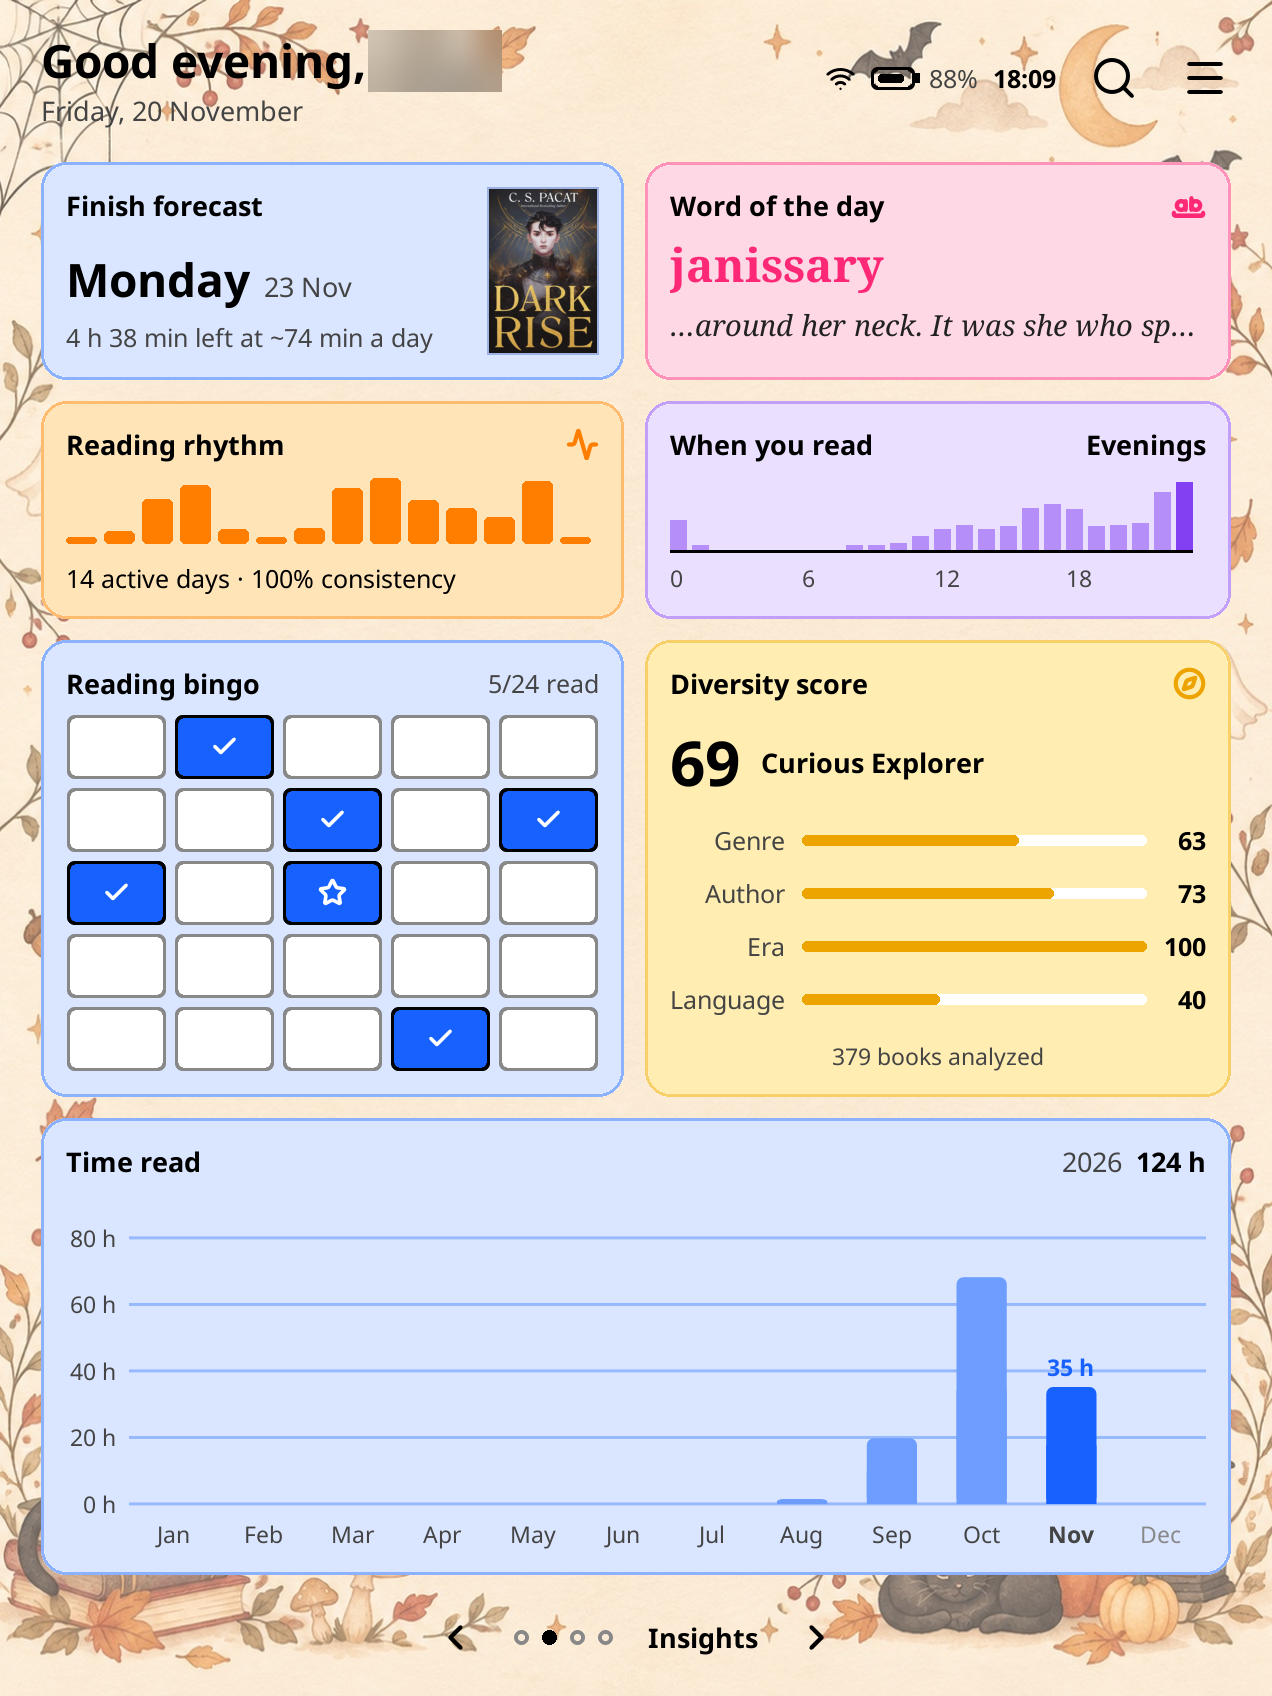 Good evening,
Friday, 20 November
88% 18:09
Finish forecast
Monday 23 Nov
4 h 38 min left at ~74 min a day
C. S. PACAT
DARK
RISE
Word of the day
ab
janissary
...around her neck. It was she who sp...
Reading rhythm
14 active days · 100% consistency
When you read Evenings
0 6 12 18
Reading bingo 5/24 read
Diversity score
69 Curious Explorer
Genre 63
Author 73
Era 100
Language 40
379 books analyzed
Time read 2026 124 h
80 h
60 h
40 h
35 h
20 h
0 h
Jan Feb Mar Apr May Jun Jul Aug Sep Oct Nov Dec
Insights